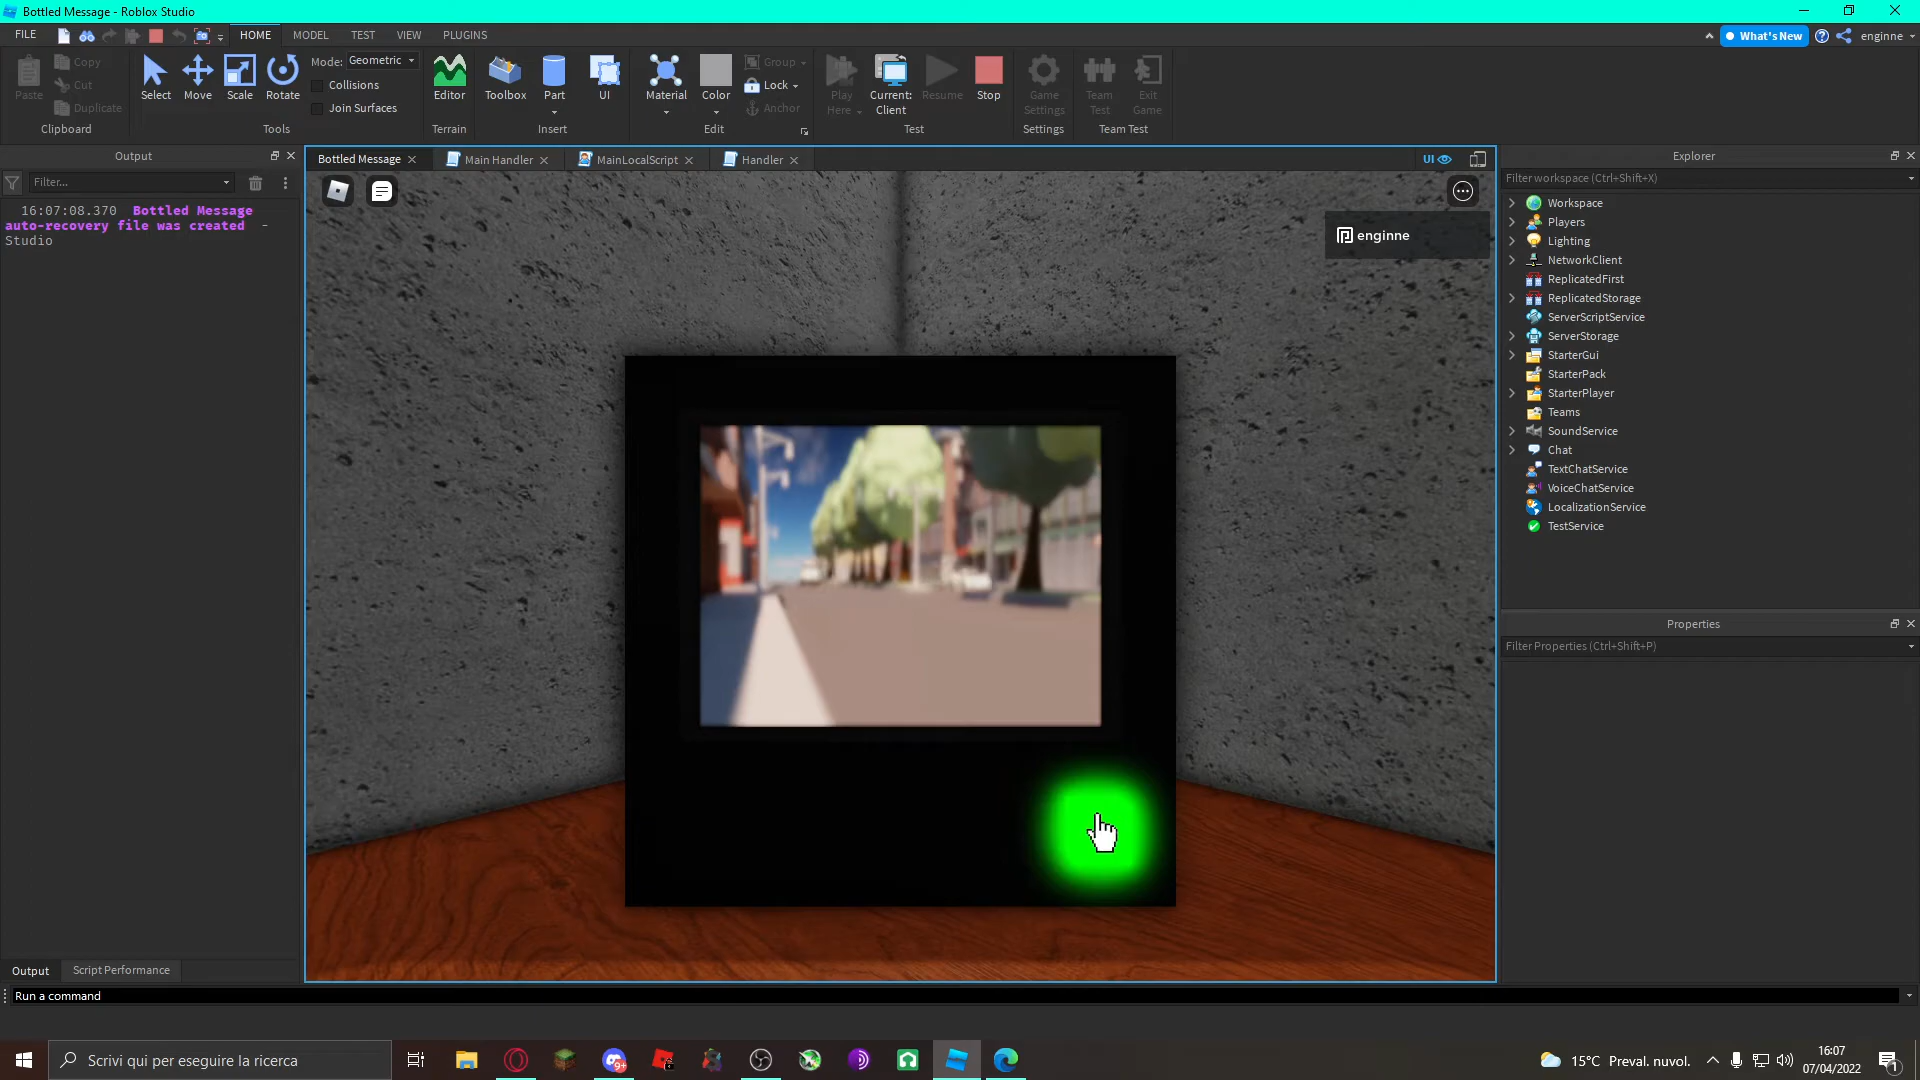 Bottled Message - Roblox Studio
FILE
HOME
MODEL
TEST
VIEW
PLUGINS
What's New
enginne
Paste
Copy
Cut
Duplicate
Clipboard
Select
Move
Scale
Rotate
Mode: Geometric
Collisions
Join Surfaces
Tools
Editor
Terrain
Toolbox
Part
UI
Insert
Material
Color
Group
Lock
Anchor
Edit
Play Here
Current: Client
Resume
Stop
Test
Game Settings
Settings
Team Test
Exit Game
Team Test
Output
Filter...
16:07:08.370 Bottled Message
auto-recovery file was created -
Studio
Output
Script Performance
Bottled Message
Main Handler
MainLocalScript
Handler
UI
enginne
Explorer
Filter workspace (Ctrl+Shift+X)
Workspace
Players
Lighting
NetworkClient
ReplicatedFirst
ReplicatedStorage
ServerScriptService
ServerStorage
StarterGui
StarterPack
StarterPlayer
Teams
SoundService
Chat
TextChatService
VoiceChatService
LocalizationService
TestService
Properties
Filter Properties (Ctrl+Shift+P)
Run a command
Scrivi qui per eseguire la ricerca
9+
15°C Preval. nuvol.
16:07
07/04/2022
1